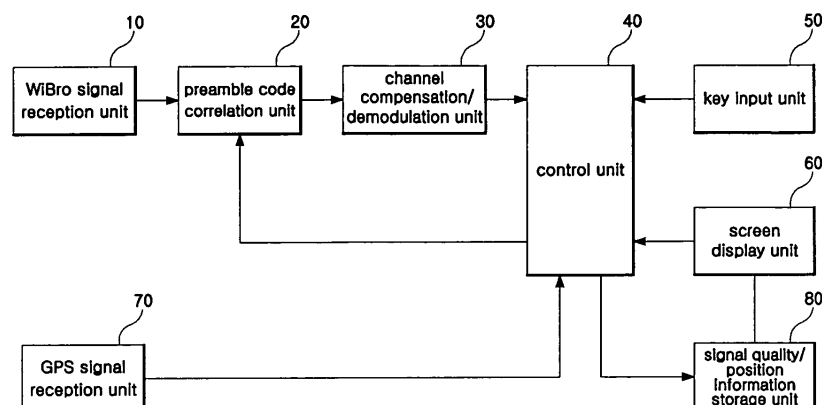 10
20
30
40
50
WiBro signal
reception unit
preamble code
correlation unit
channel
compensation/
demodulation unit
control unit
key input unit
60
screen
display unit
70
GPS signal
reception unit
80
signal quality/
position
information
storage unit